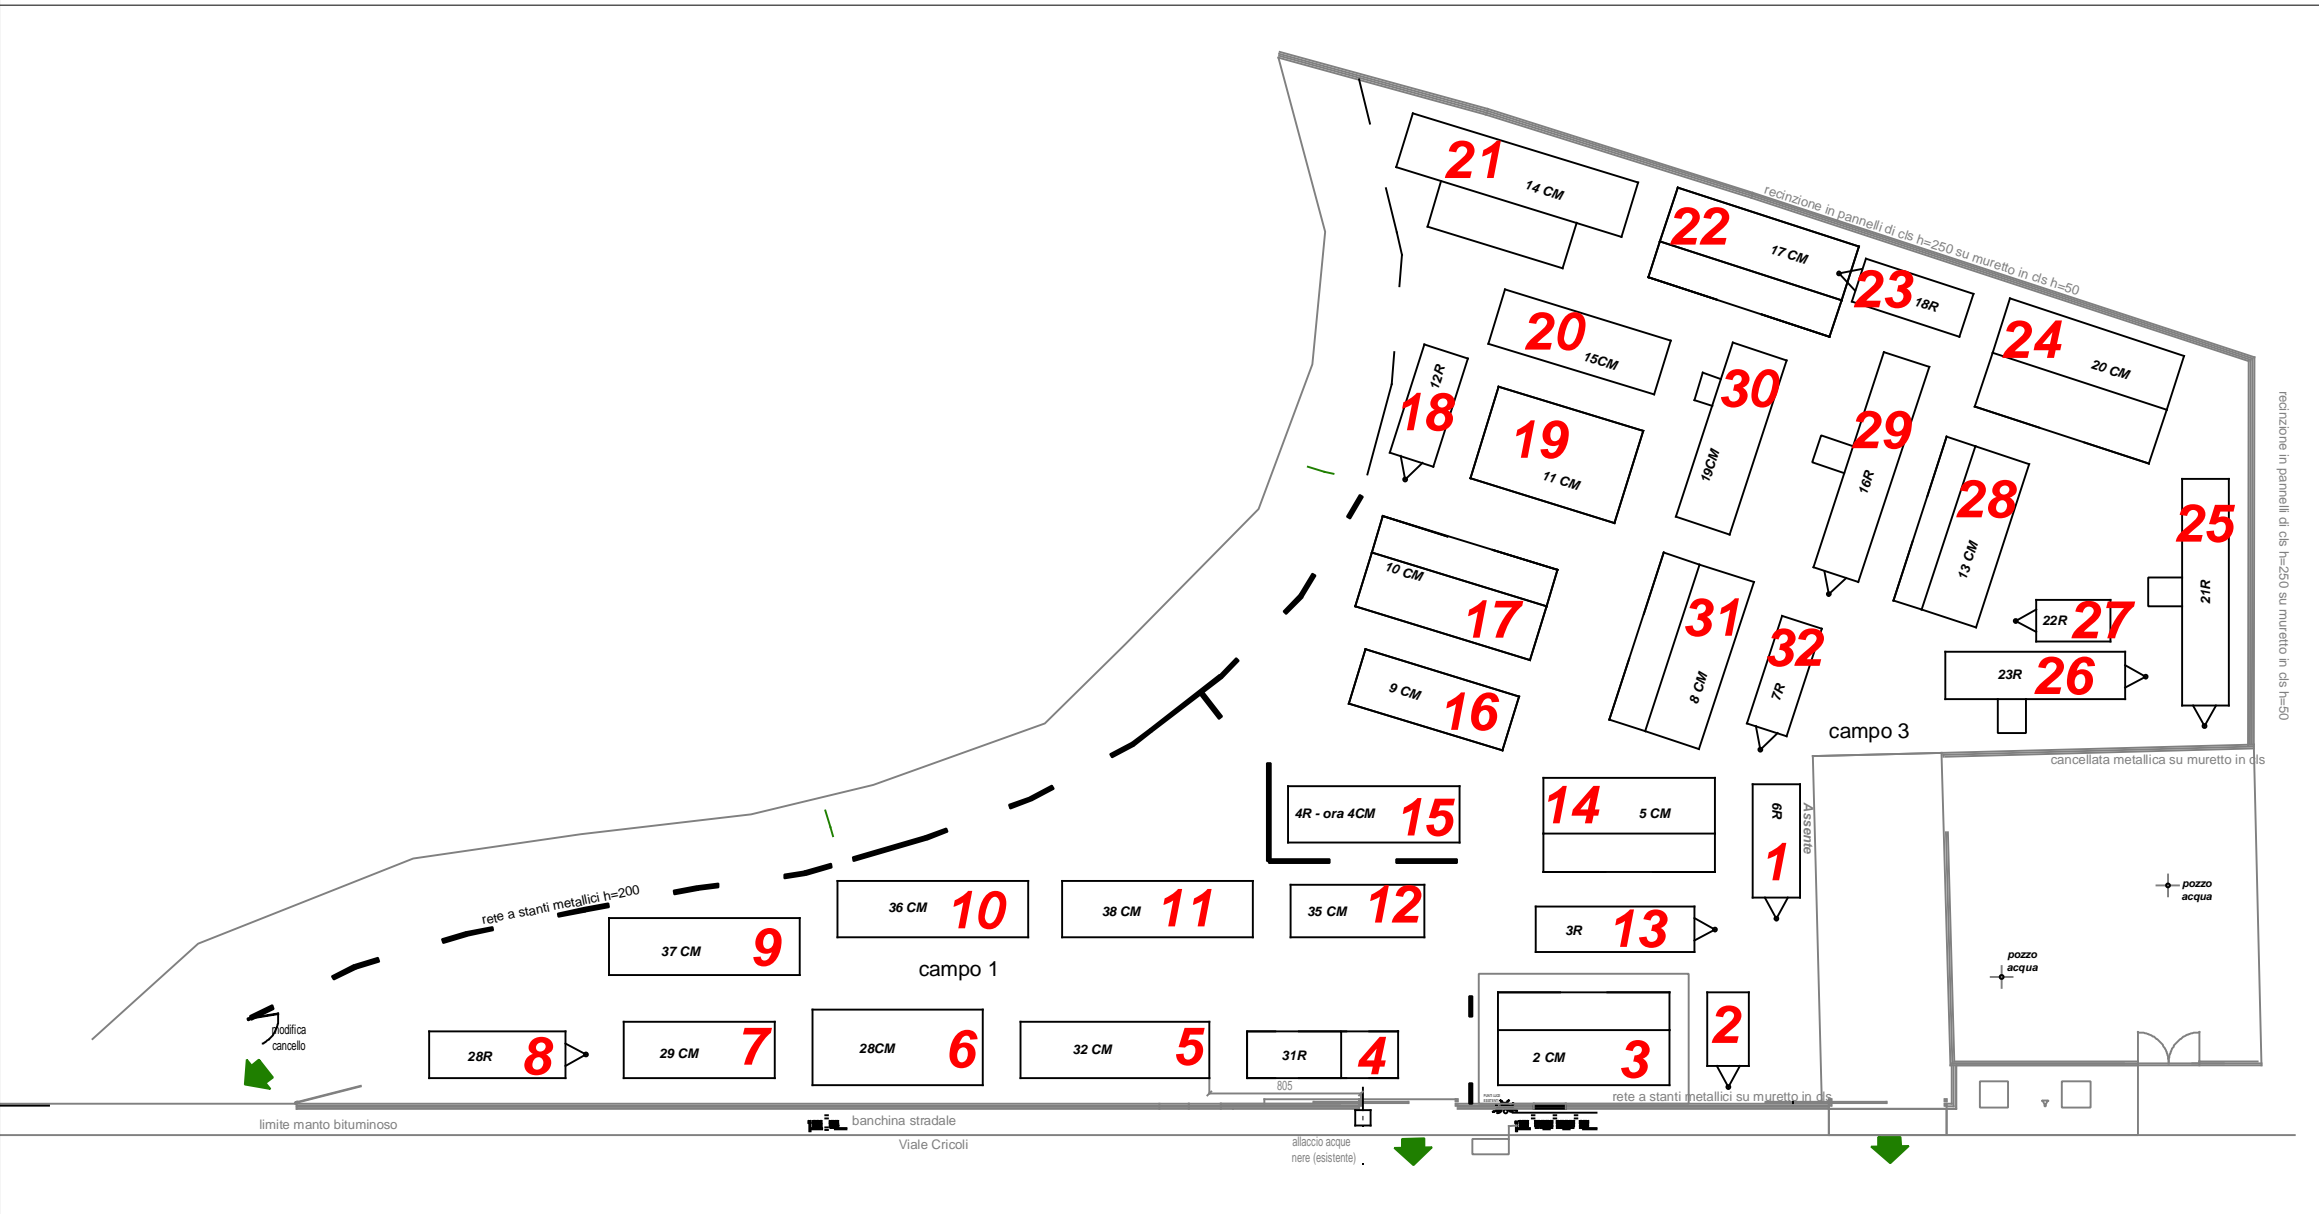 21
14 CM
22
17 CM
recinzione in pannelli di cls h=250 su muretto in cls h=50
23
18R
24
20 CM
20
15CM
12R
18
30
19CM
29
16R
19
11 CM
28
13 CM
25
21R
recinzione in pannelli di cls h=250 su muretto in cls h=50
10 CM
17
31
8 CM
32
7R
22R
27
23R
26
9 CM
16
campo 3
cancellata metallica su muretto in cls
4R - ora 4CM
15
14
5 CM
6R
1
Assente
rete a stanti metallici h=200
36 CM
10
38 CM
11
35 CM
12
3R
13
pozzo
acqua
37 CM
9
campo 1
pozzo
acqua
modifica
cancello
28R
8
29 CM
7
28CM
6
32 CM
5
31R
4
2 CM
3
2
805
rete a stanti metallici su muretto in cls
limite manto bituminoso
banchina stradale
Viale Cricoli
allaccio acque
nere (esistente)